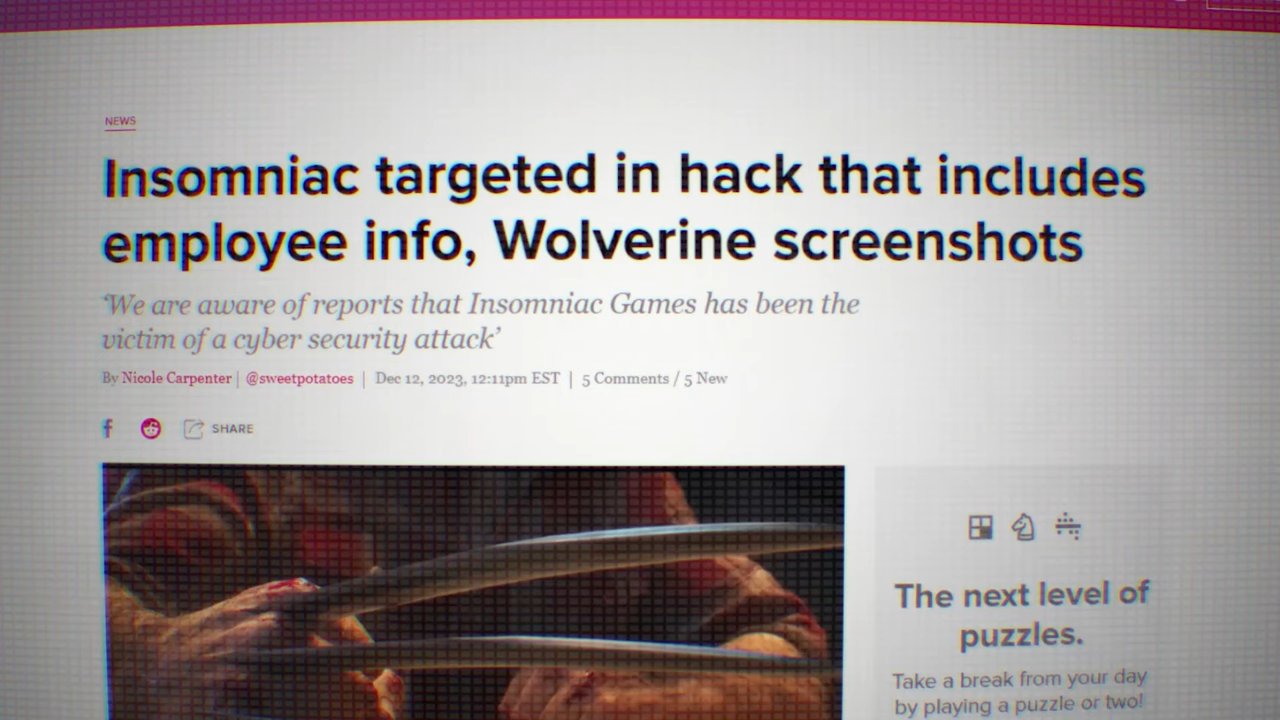 NEWS
Insomniac targeted in hack that includes
employee info, Wolverine screenshots
‘We are aware of reports that Insomniac Games has been the
victim of a cyber security attack’
By Nicole Carpenter | @sweetpotatoes | Dec 12, 2023, 12:11pm EST | 5 Comments / 5 New
SHARE
The next level of
puzzles.
Take a break from your day
by playing a puzzle or two!